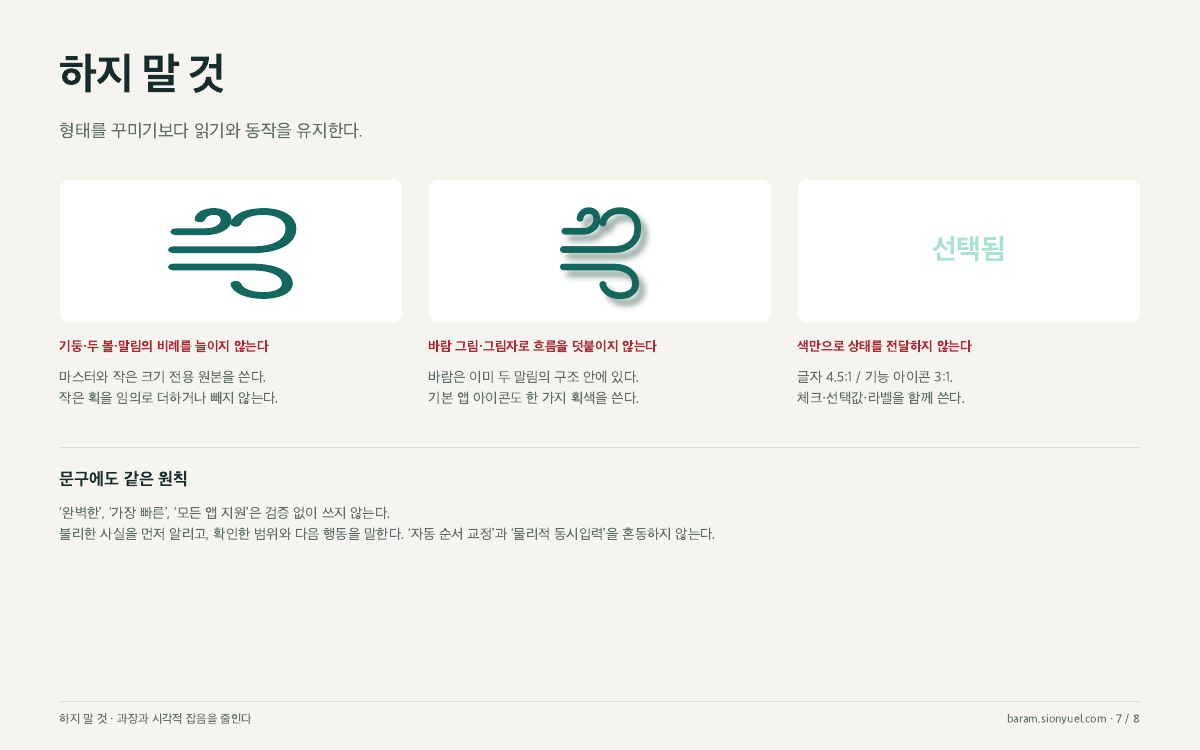 하지 말 것
형태를 꾸미기보다 읽기와 동작을 유지한다.
선택됨
기둥·두 볼·말림의 비례를 늘이지 않는다
마스터와 작은 크기 전용 원본을 쓴다.
작은 획을 임의로 더하거나 빼지 않는다.
바람 그림·그림자로 흐름을 덧붙이지 않는다
바람은 이미 두 말림의 구조 안에 있다.
기본 앱 아이콘도 한 가지 획색을 쓴다.
색만으로 상태를 전달하지 않는다
글자 4.5:1 / 기능 아이콘 3:1.
체크·선택값·라벨을 함께 쓴다.
문구에도 같은 원칙
‘완벽한’, ‘가장 빠른’, ‘모든 앱 지원’은 검증 없이 쓰지 않는다.
불리한 사실을 먼저 알리고, 확인한 범위와 다음 행동을 말한다. ‘자동 순서 교정’과 ‘물리적 동시입력’을 혼동하지 않는다.
하지 말 것 · 과장과 시각적 잡음을 줄인다
baram.sionyuel.com · 7 / 8